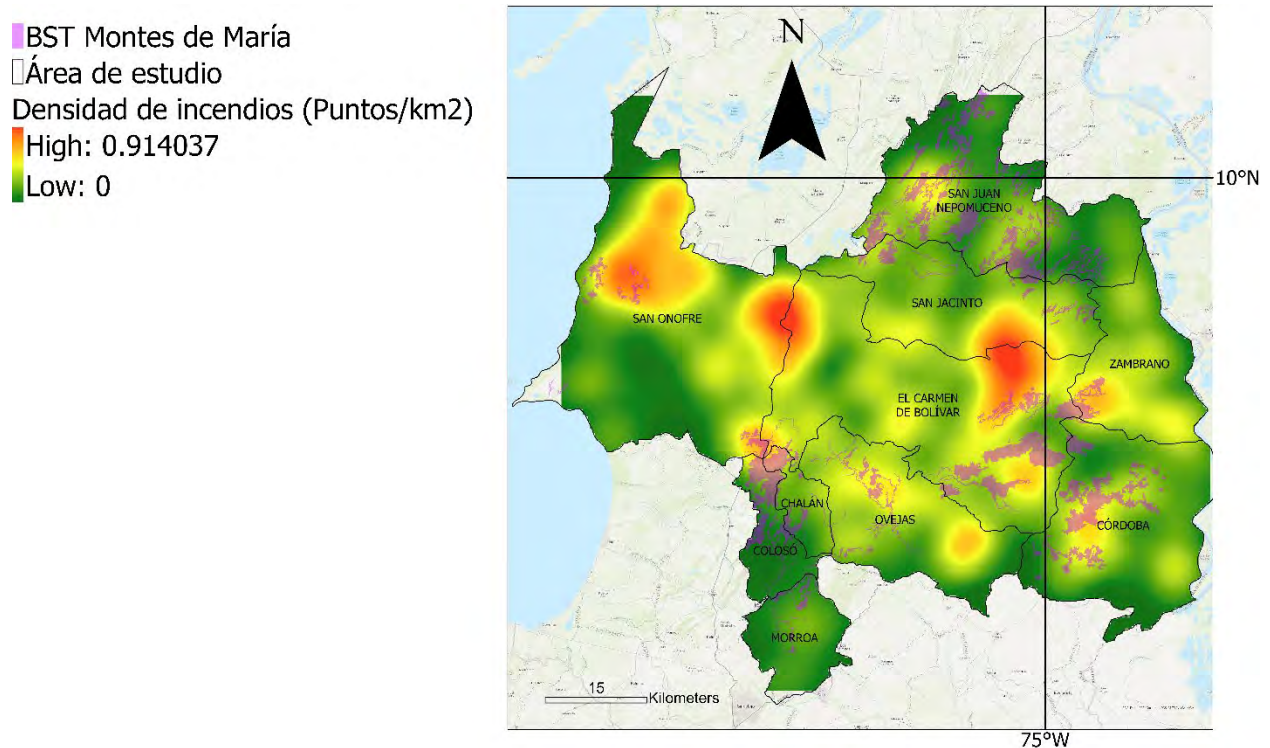 BST Montes de María
Área de estudio
Densidad de incendios (Puntos/km2)
High: 0.914037
Low: 0
N
10°N
SAN JUAN
NEPOMUCENO
SAN JACINTO
SAN ONOFRE
ZAMBRANO
EL CARMEN
DE BOLÍVAR
CHALÁN
OVEJAS
CÓRDOBA
COLOSÓ
MORROA
15
Kilometers
75°W